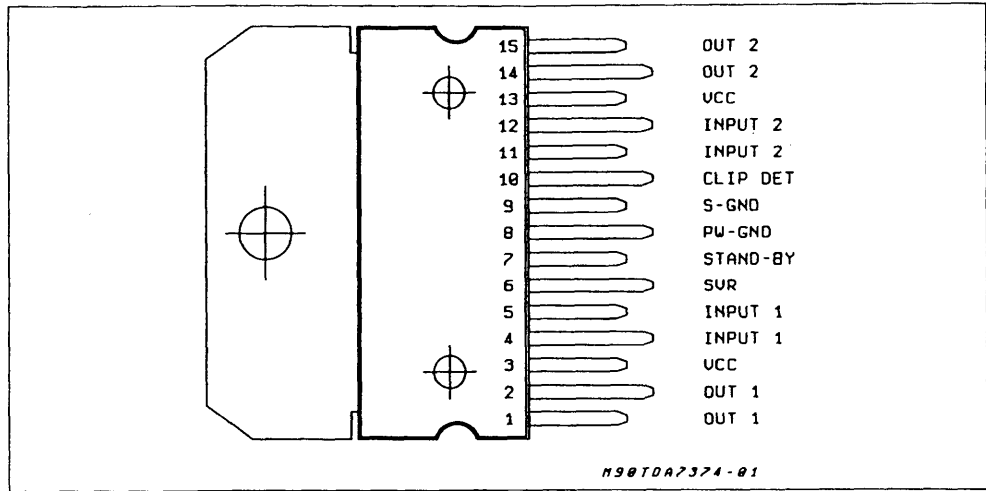 15 OUT 2
14 OUT 2
13 VCC
12 INPUT 2
11 INPUT 2
10 CLIP DET
9 S-GND
8 PW-GND
7 STAND-BY
6 SVR
5 INPUT 1
4 INPUT 1
3 VCC
2 OUT 1
1 OUT 1
M90TDA7374-01